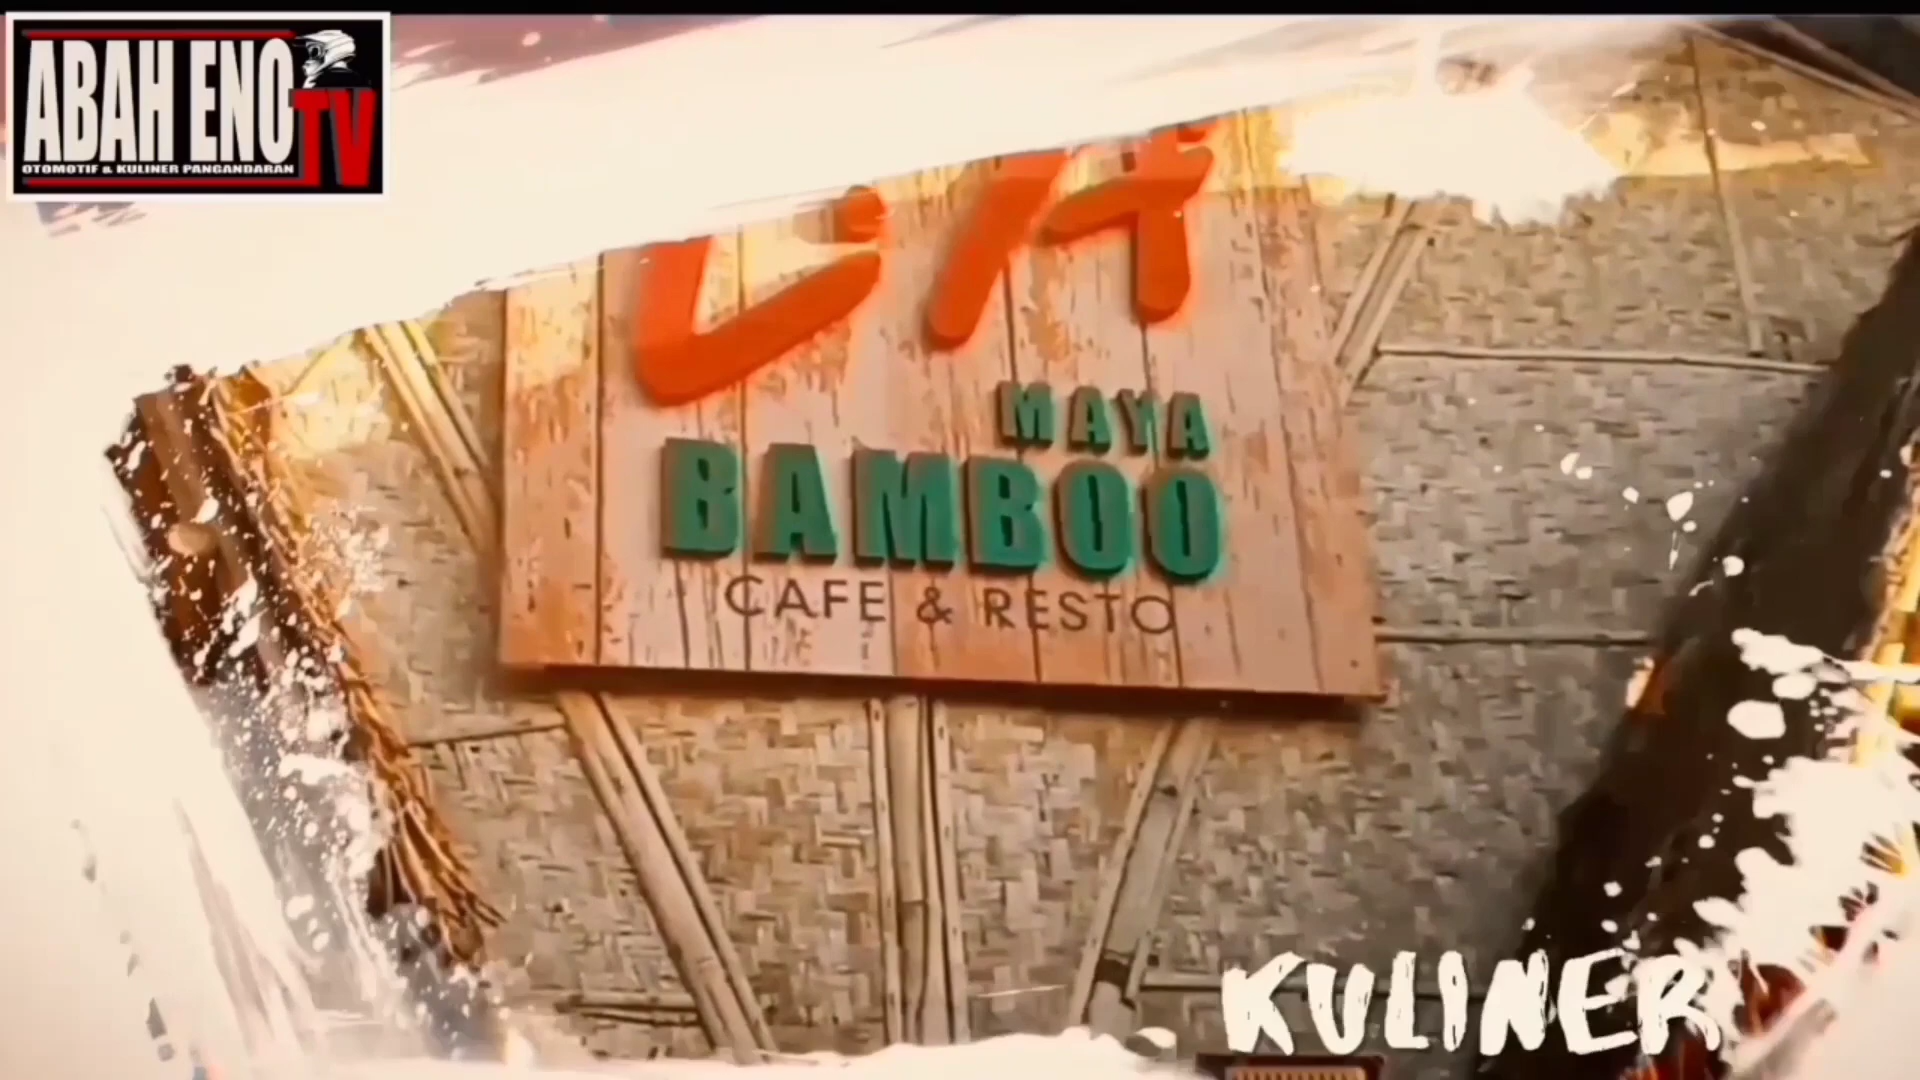 ABAH ENO TV
OTOMOTIF & KULINER PANGANDARAN
MAYA
BAMBOO
CAFE & RESTO
KULINER